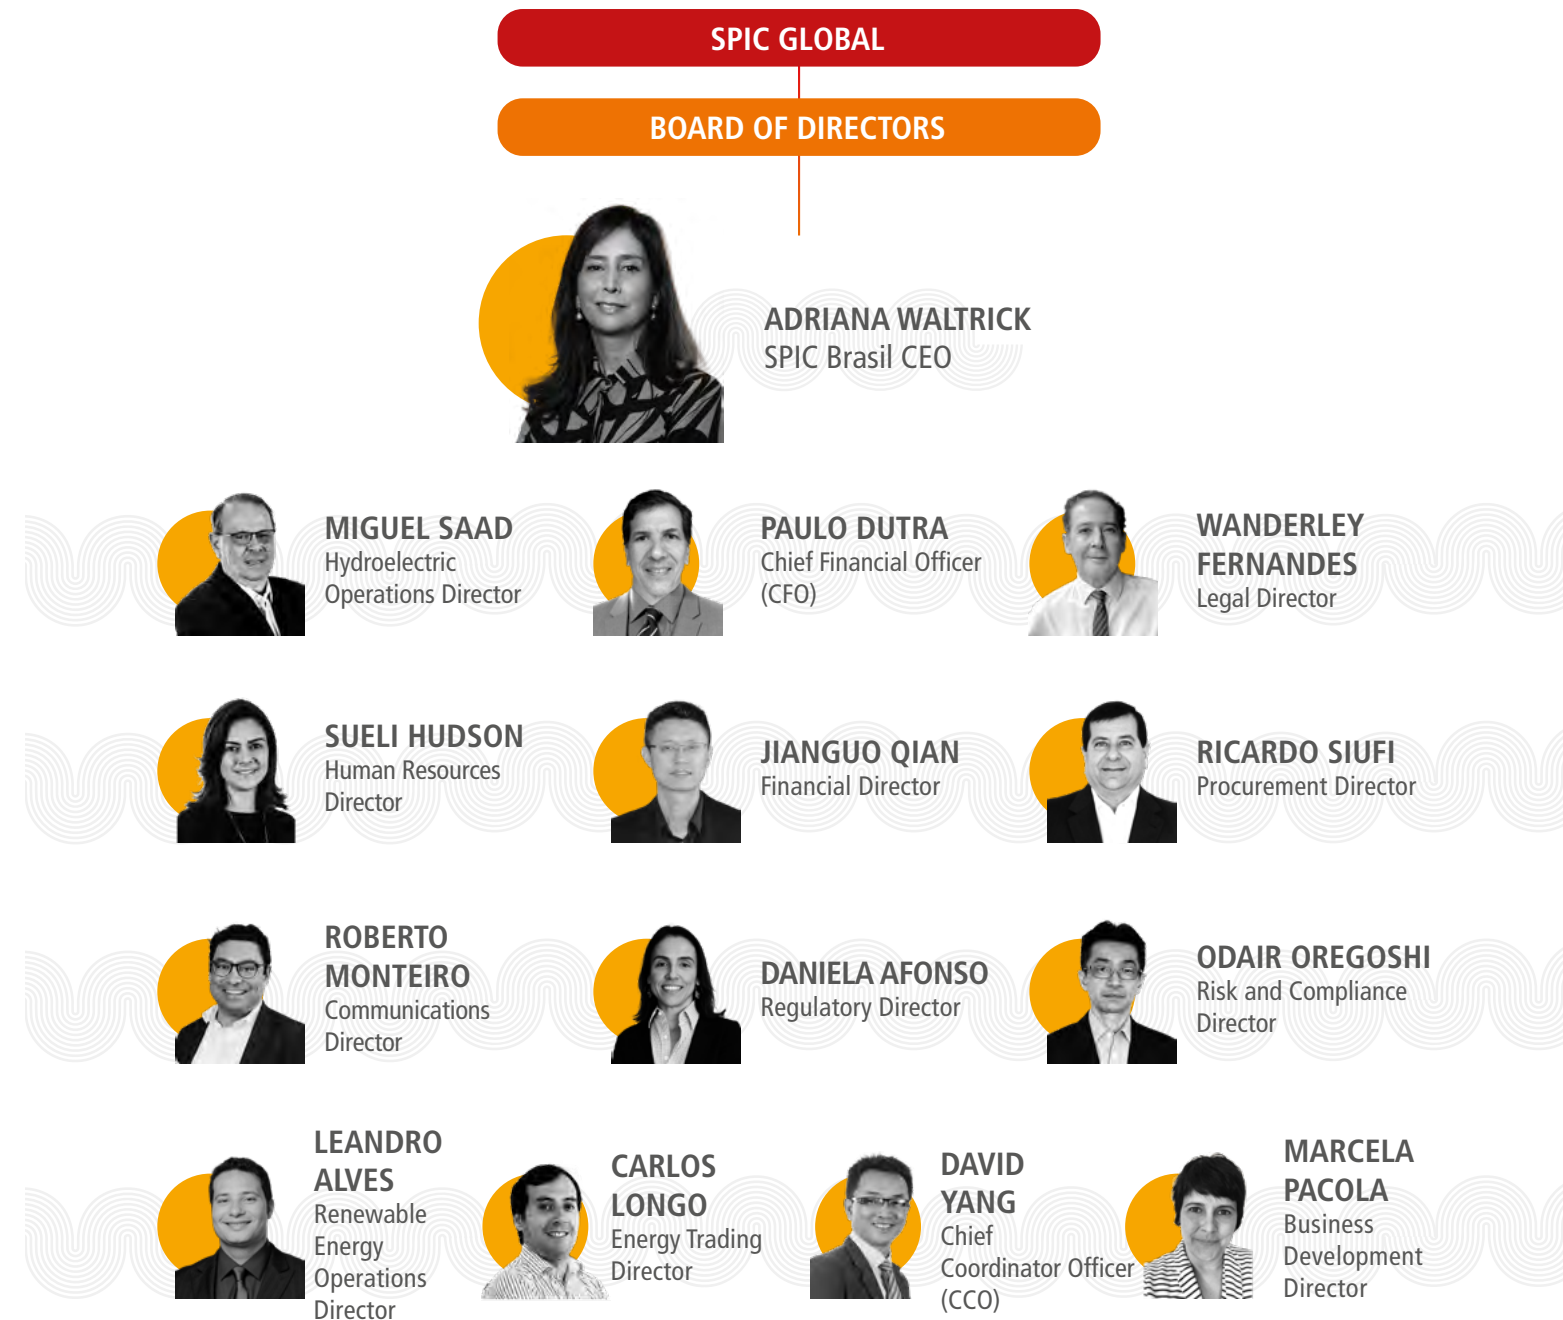 SPIC GLOBAL
BOARD OF DIRECTORS
ADRIANA WALTRICK
SPIC Brasil CEO
MIGUEL SAAD
Hydroelectric
Operations Director
PAULO DUTRA
Chief Financial Officer
(CFO)
WANDERLEY
FERNANDES
Legal Director
SUELI HUDSON
Human Resources
Director
JIANGUO QIAN
Financial Director
RICARDO SIUFI
Procurement Director
ROBERTO
MONTEIRO
Communications
Director
DANIELA AFONSO
Regulatory Director
ODAIR OREGOSHI
Risk and Compliance
Director
LEANDRO
ALVES
Renewable
Energy
Operations
Director
CARLOS
LONGO
Energy Trading
Director
DAVID
YANG
Chief
Coordinator Officer
(CCO)
MARCELA
PACOLA
Business
Development
Director